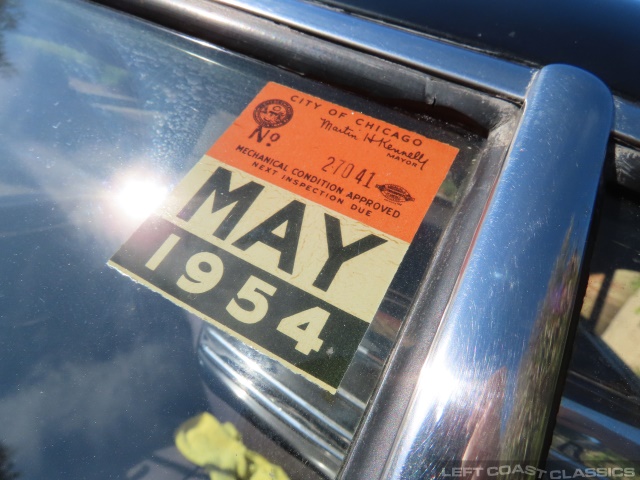 CITY OF CHICAGO
Martin H Kennelly
MAYOR
No. 27041
MECHANICAL CONDITION APPROVED
NEXT INSPECTION DUE
MAY
1954
LEFT COAST CLASSICS